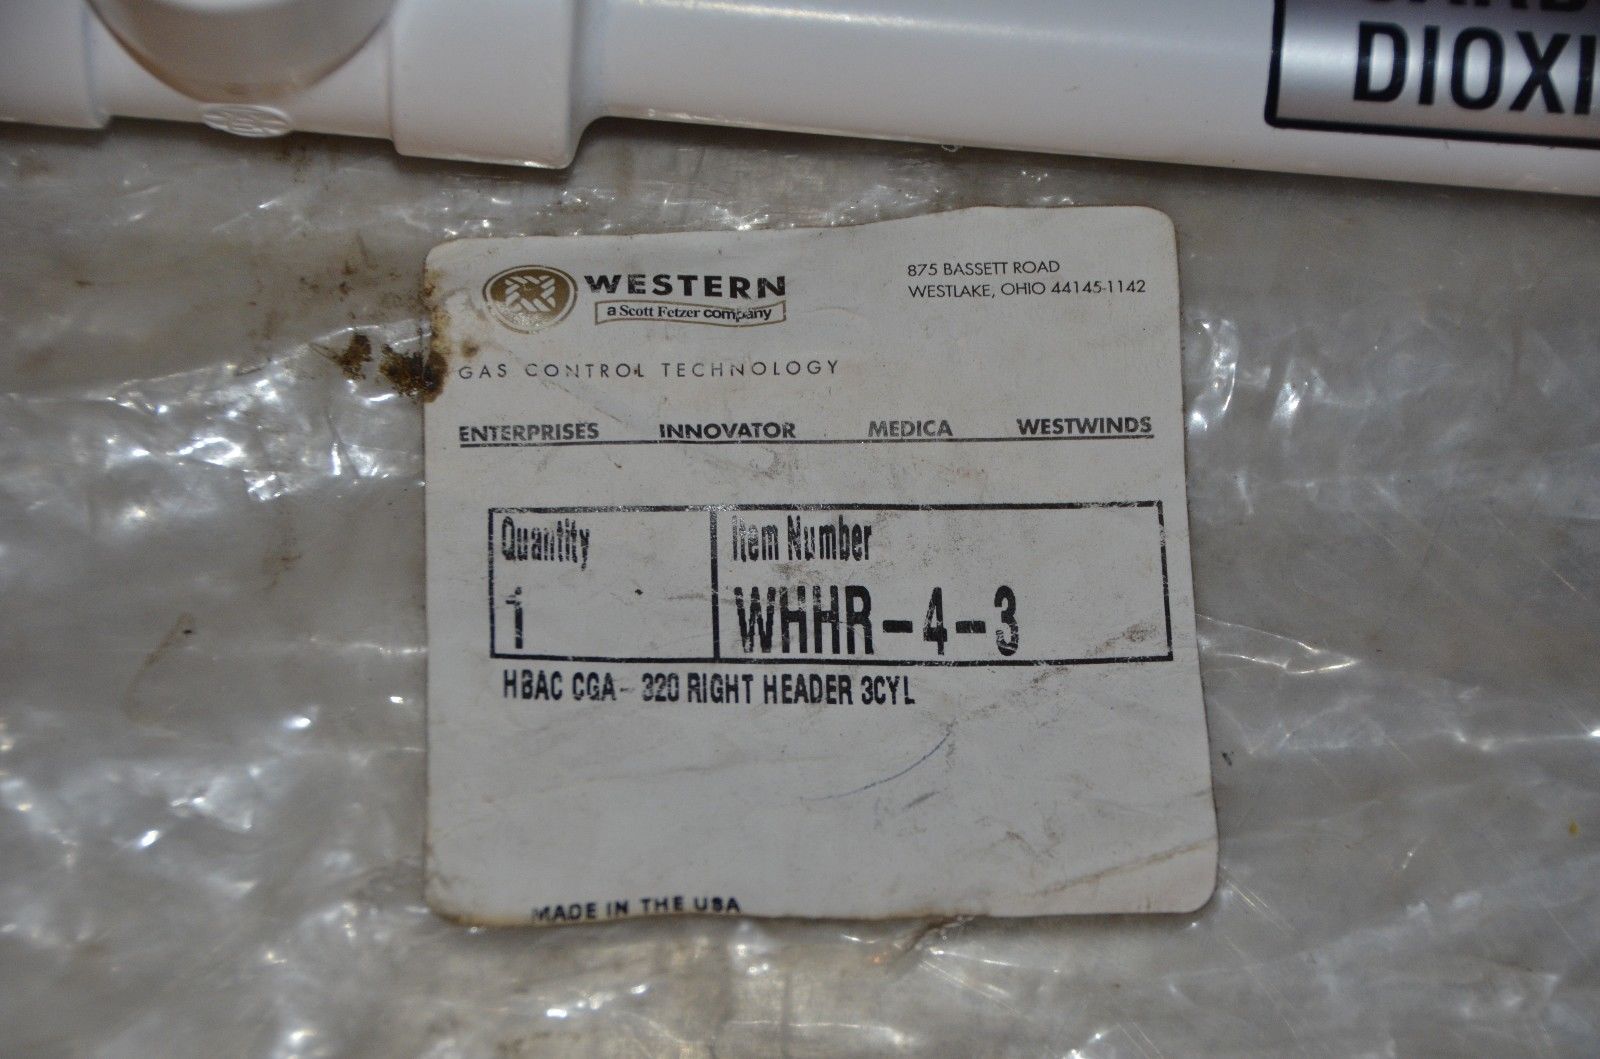 DIOXI
WESTERN
a Scott Fetzer company
875 BASSETT ROAD
WESTLAKE, OHIO 44145-1142
GAS CONTROL TECHNOLOGY
ENTERPRISES INNOVATOR MEDICA WESTWINDS
Quantity Item Number
1 WHHR-4-3
HBAC CGA- 320 RIGHT HEADER 3CYL
MADE IN THE USA